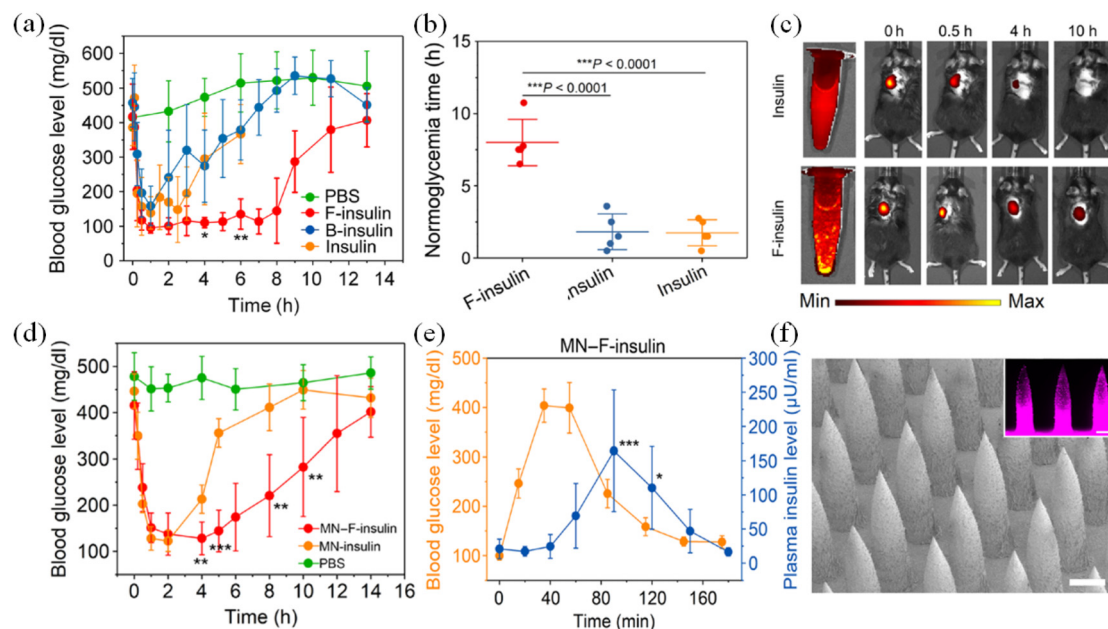 (a)
Blood glucose level (mg/dl)
600
500
400
300
200
100
0
PBS
F-insulin
B-insulin
Insulin
*
**
0 2 4 6 8 10 12 14
Time (h)
(b)
Normoglycemia time (h)
15
10
5
0
***P < 0.0001
***P < 0.0001
F-insulin
.nsulin
Insulin
(c)
0 h 0.5 h 4 h 10 h
Insulin
F-insulin
Min Max
(d)
Blood glucose level (mg/dl)
500
400
300
200
100
**
***
**
**
MN–F-insulin
MN-insulin
PBS
0 2 4 6 8 10 12 14 16
Time (h)
(e)
MN–F-insulin
Blood glucose level (mg/dl)
500
400
300
200
100
***
*
300
250
200
150
100
50
0
Plasma insulin level (μU/ml)
0 40 80 120 160
Time (min)
(f)